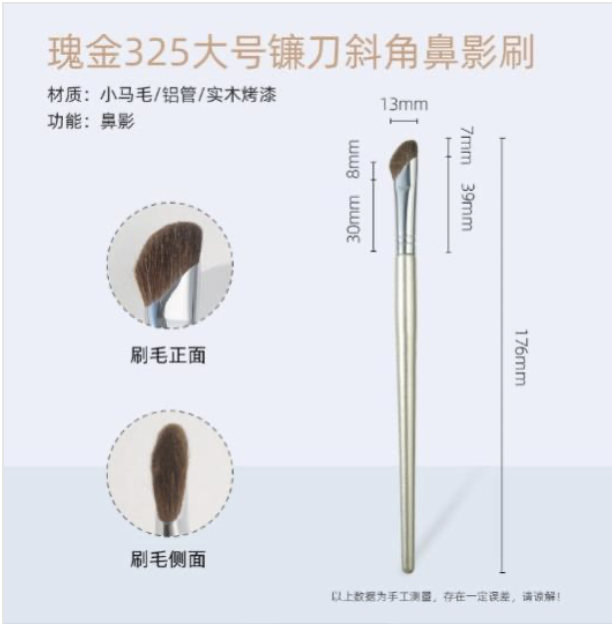 瑰金325大号镰刀斜角鼻影刷
材质：小马毛/铝管/实木烤漆
功能：鼻影
13mm
7mm
8mm
39mm
30mm
176mm
刷毛正面
刷毛侧面
以上数据为手工测量，存在一定误差，请谅解！